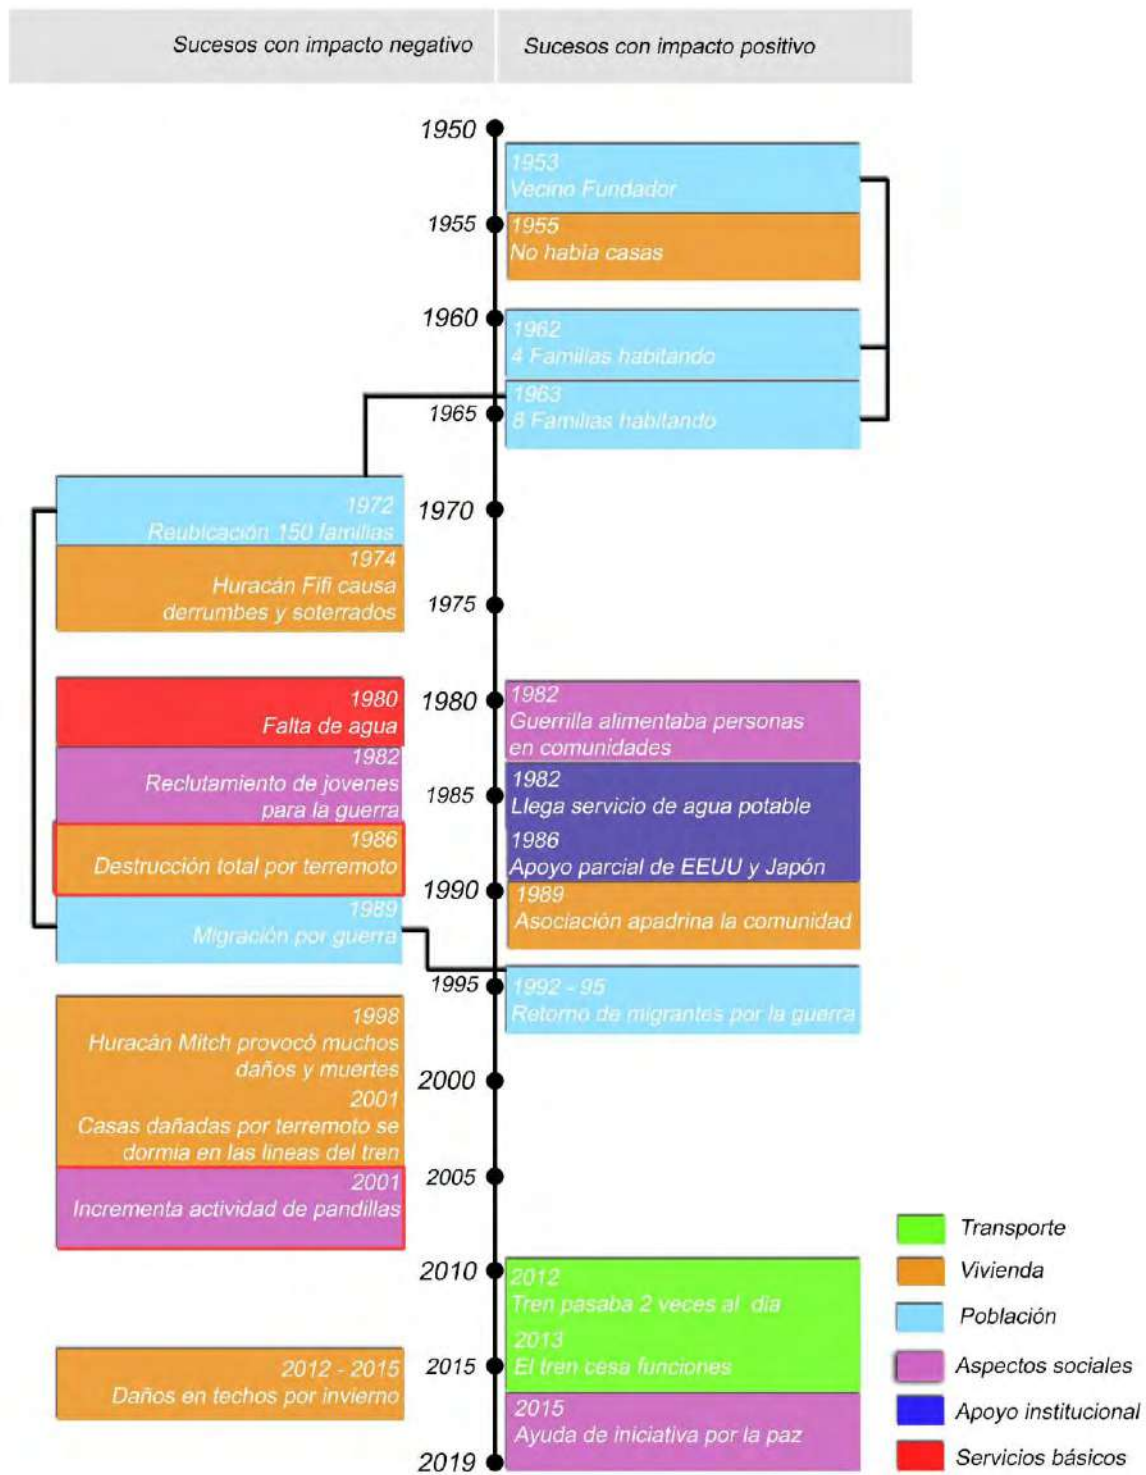 Sucesos con impacto negativo
Sucesos con impacto positivo
1950
1953
Vecino Fundador
1955
1955
No había casas
1960
1962
4 Familias habitando
1963
8 Familias habitando
1965
1972
Reubicación 150 familias
1970
1974
Huracán Fifi causa
derrumbes y soterrados
1975
1980
Falta de agua
1980
1982
Guerrilla alimentaba personas
en comunidades
1982
Reclutamiento de jovenes
para la guerra
1985
1982
Llega servicio de agua potable
1986
Destrucción total por terremoto
1986
Apoyo parcial de EEUU y Japón
1990
1989
Asociación apadrina la comunidad
1989
Migración por guerra
1995
1992 - 95
Retorno de migrantes por la guerra
1998
Huracán Mitch provocó muchos
daños y muertes
2000
2001
Casas dañadas por terremoto se
dormia en las lineas del tren
2005
2001
Incrementa actividad de pandillas
2010
2012
Tren pasaba 2 veces al día
2013
El tren cesa funciones
2012 - 2015
Daños en techos por invierno
2015
2015
Ayuda de iniciativa por la paz
2019
Transporte
Vivienda
Población
Aspectos sociales
Apoyo institucional
Servicios básicos